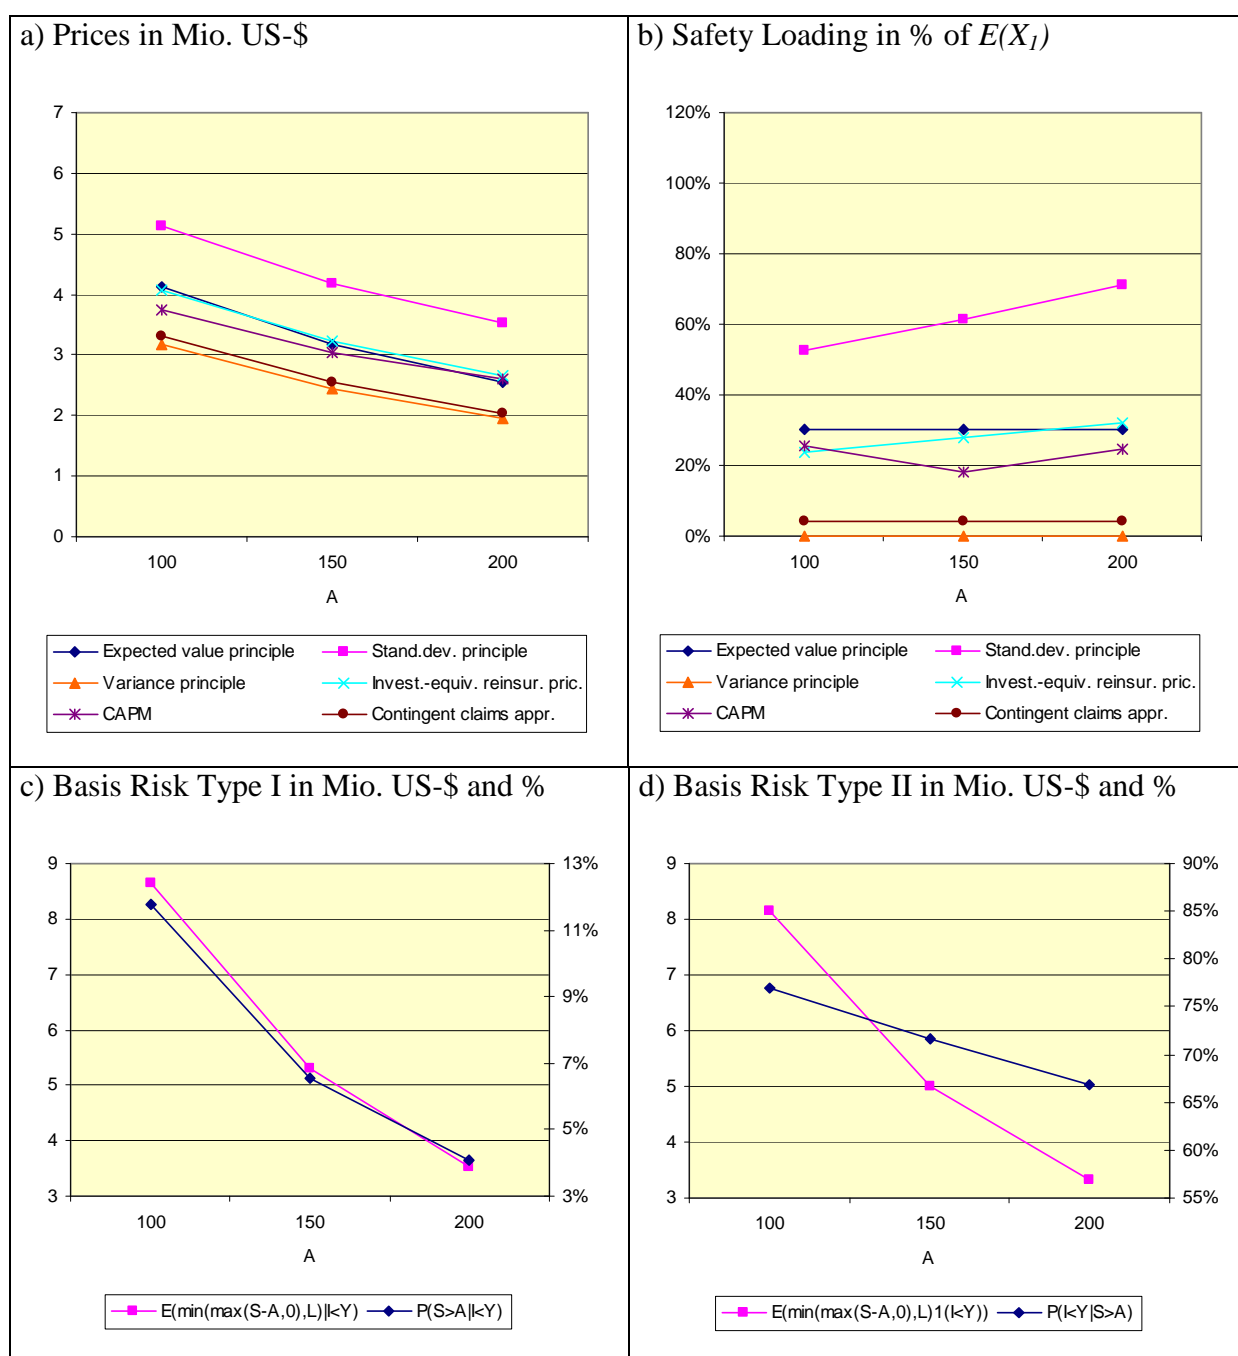 a) Prices in Mio. US-$
7
6
5
4
3
2
1
0
100 150 200
A
Expected value principle Stand.dev. principle
Variance principle Invest.-equiv. reinsur. pric.
CAPM Contingent claims appr.
b) Safety Loading in % of E(X1)
120%
100%
80%
60%
40%
20%
0%
100 150 200
A
Expected value principle Stand.dev. principle
Variance principle Invest.-equiv. reinsur. pric.
CAPM Contingent claims appr.
c) Basis Risk Type I in Mio. US-$ and %
9 13%
8 11%
7 9%
6
5 7%
4 5%
3 3%
100 150 200
A
E(min(max(S-A,0),L)|I<Y) P(S>A|I<Y)
d) Basis Risk Type II in Mio. US-$ and %
9 90%
8 85%
80%
7 75%
6
5 70%
65%
4 60%
3 55%
100 150 200
A
E(min(max(S-A,0),L)1(I<Y)) P(I<Y|S>A)